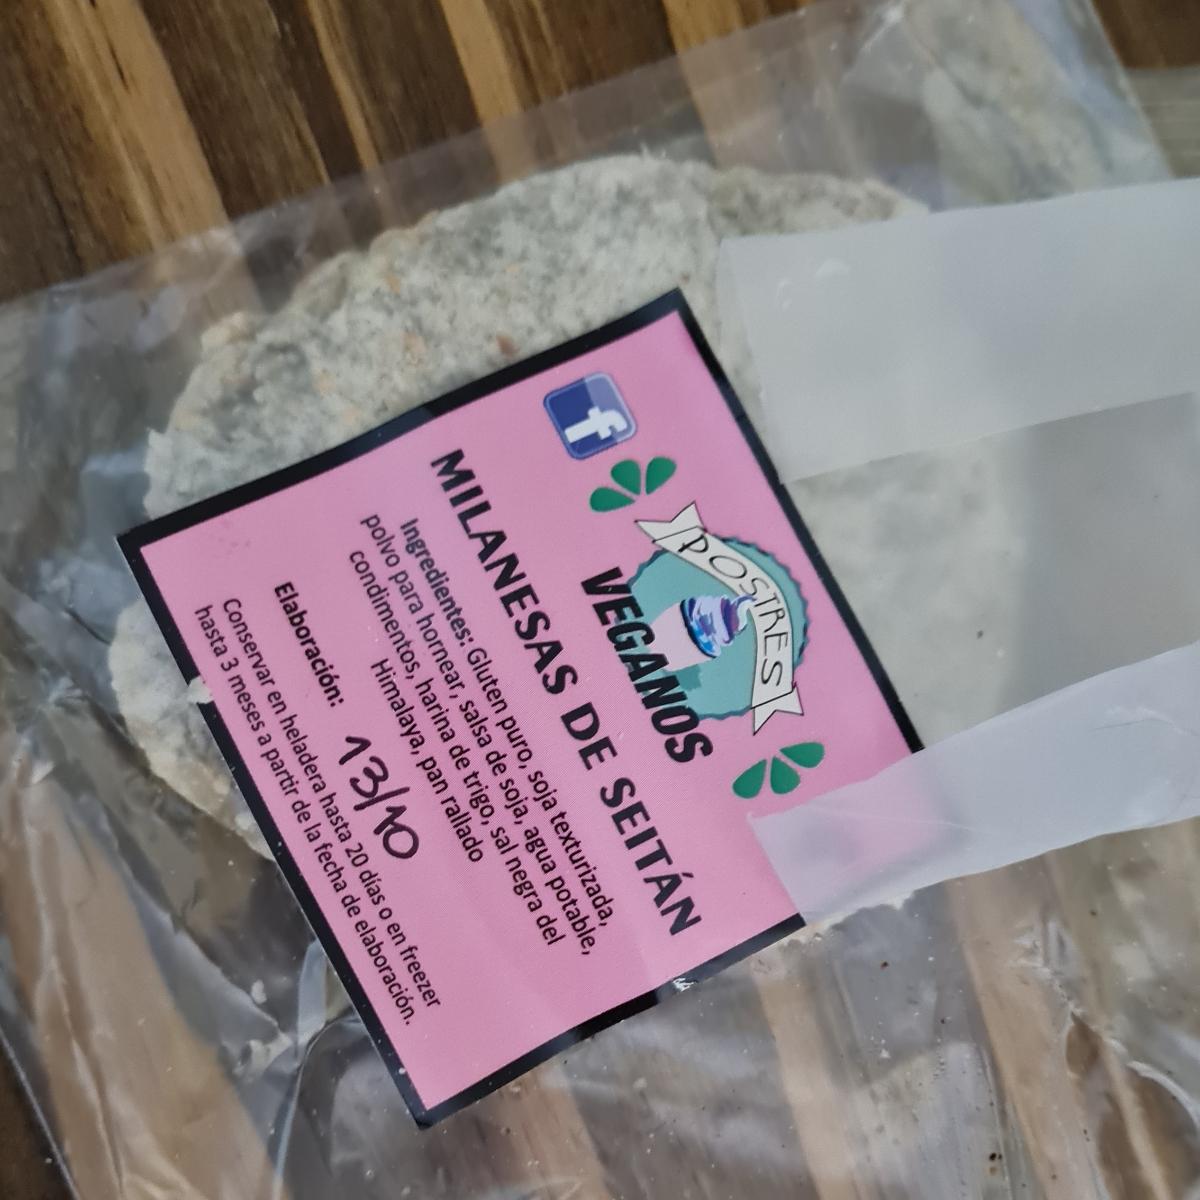 f
POSTRES
VEGANOS
MILANESAS DE SEITÁN
Ingredientes: Gluten puro, soja texturizada,
polvo para hornear, salsa de soja, agua potable,
condimentos, harina de trigo, sal negra del
Himalaya, pan rallado
Elaboración: 13/10
Conservar en heladera hasta 20 días o en freezer
hasta 3 meses a partir de la fecha de elaboración.